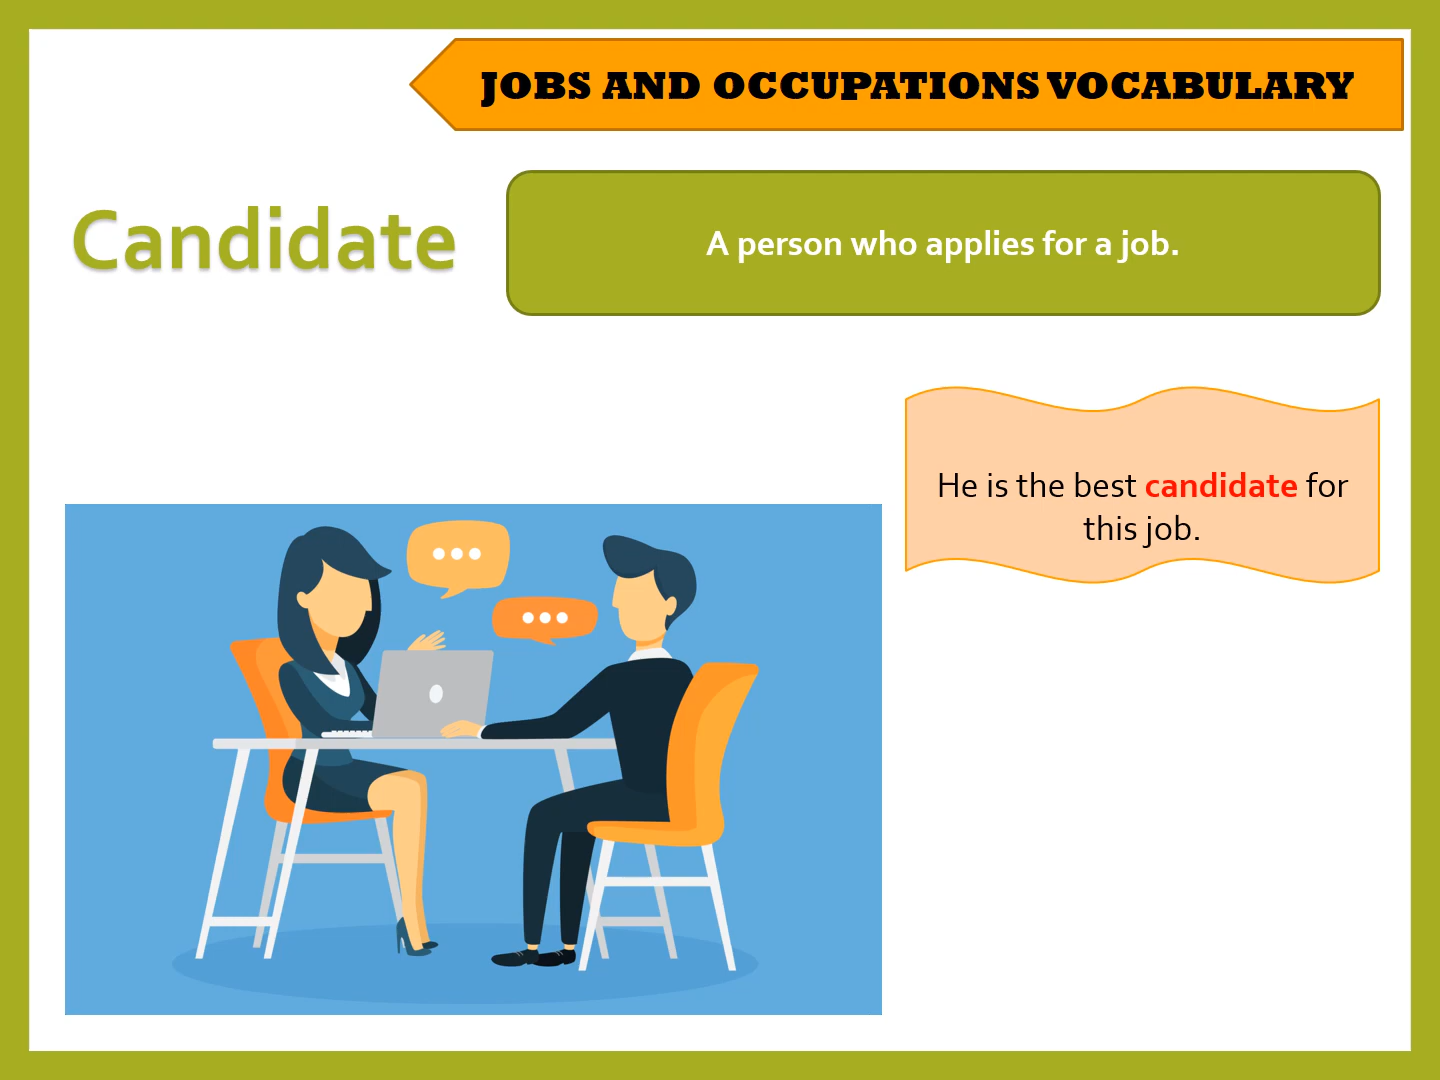 JOBS AND OCCUPATIONS VOCABULARY
Candidate
A person who applies for a job.
He is the best candidate for
this job.